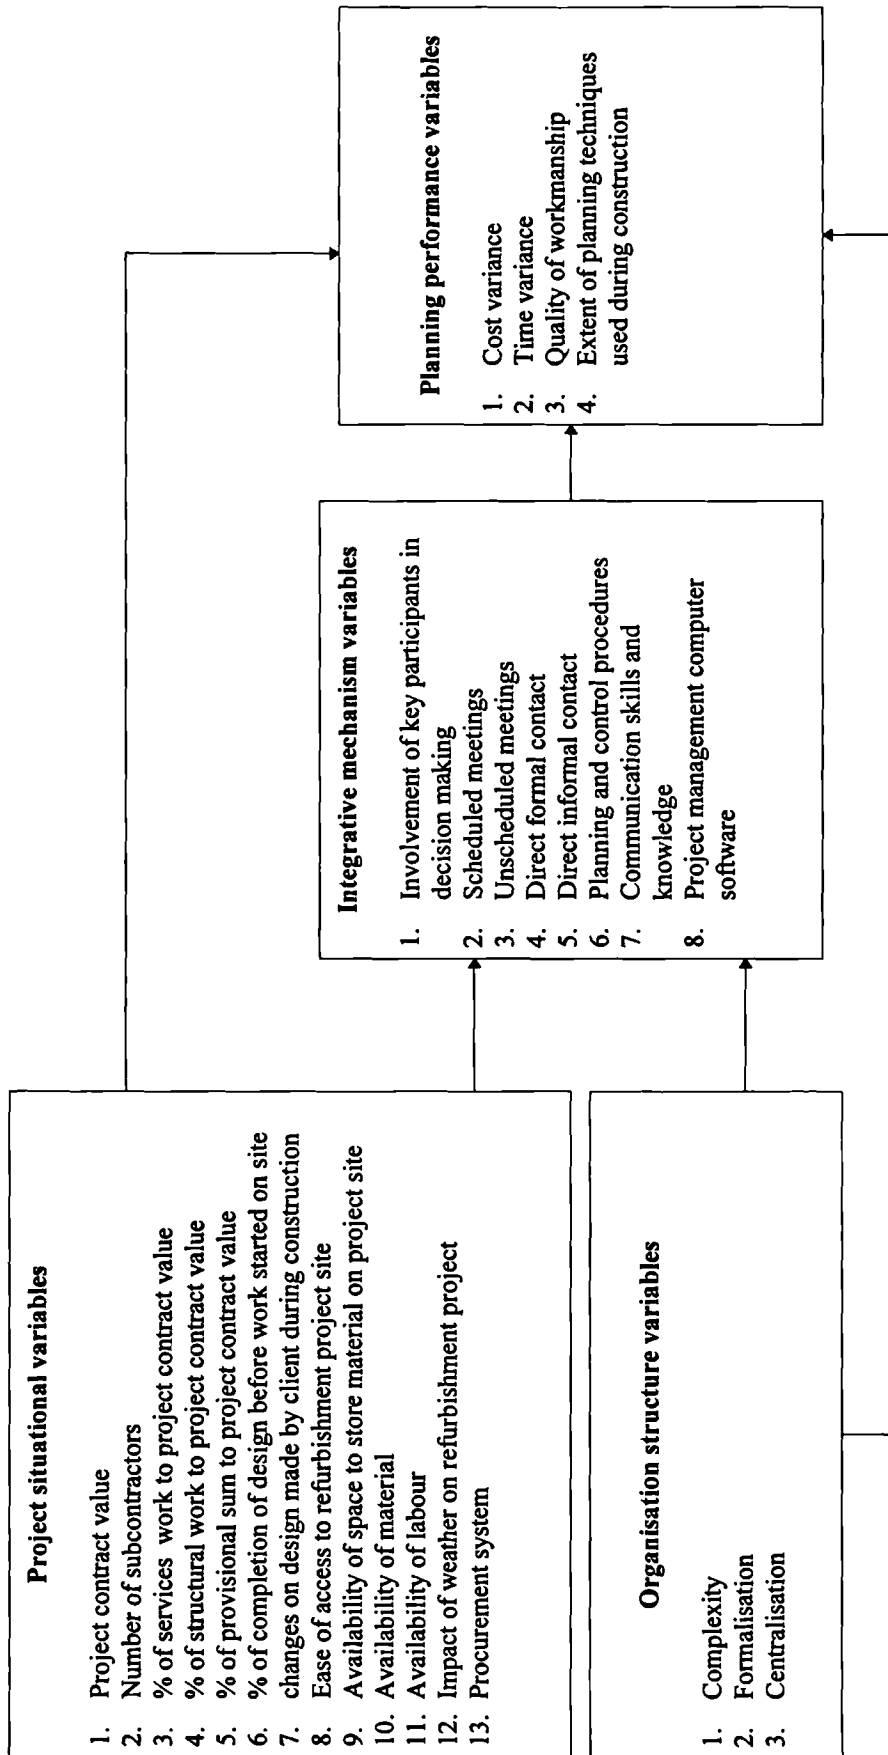 Project situational variables
1. Project contract value
2. Number of subcontractors
3. % of services work to project contract value
4. % of structural work to project contract value
5. % of provisional sum to project contract value
6. % of completion of design before work started on site
7. changes on design made by client during construction
8. Ease of access to refurbishment project site
9. Availability of space to store material on project site
10. Availability of material
11. Availability of labour
12. Impact of weather on refurbishment project
13. Procurement system
Organisation structure variables
1. Complexity
2. Formalisation
3. Centralisation
Integrative mechanism variables
1. Involvement of key participants in
decision making
2. Scheduled meetings
3. Unscheduled meetings
4. Direct formal contact
5. Direct informal contact
6. Planning and control procedures
7. Communication skills and
knowledge
8. Project management computer
software
Planning performance variables
1. Cost variance
2. Time variance
3. Quality of workmanship
4. Extent of planning techniques
used during construction